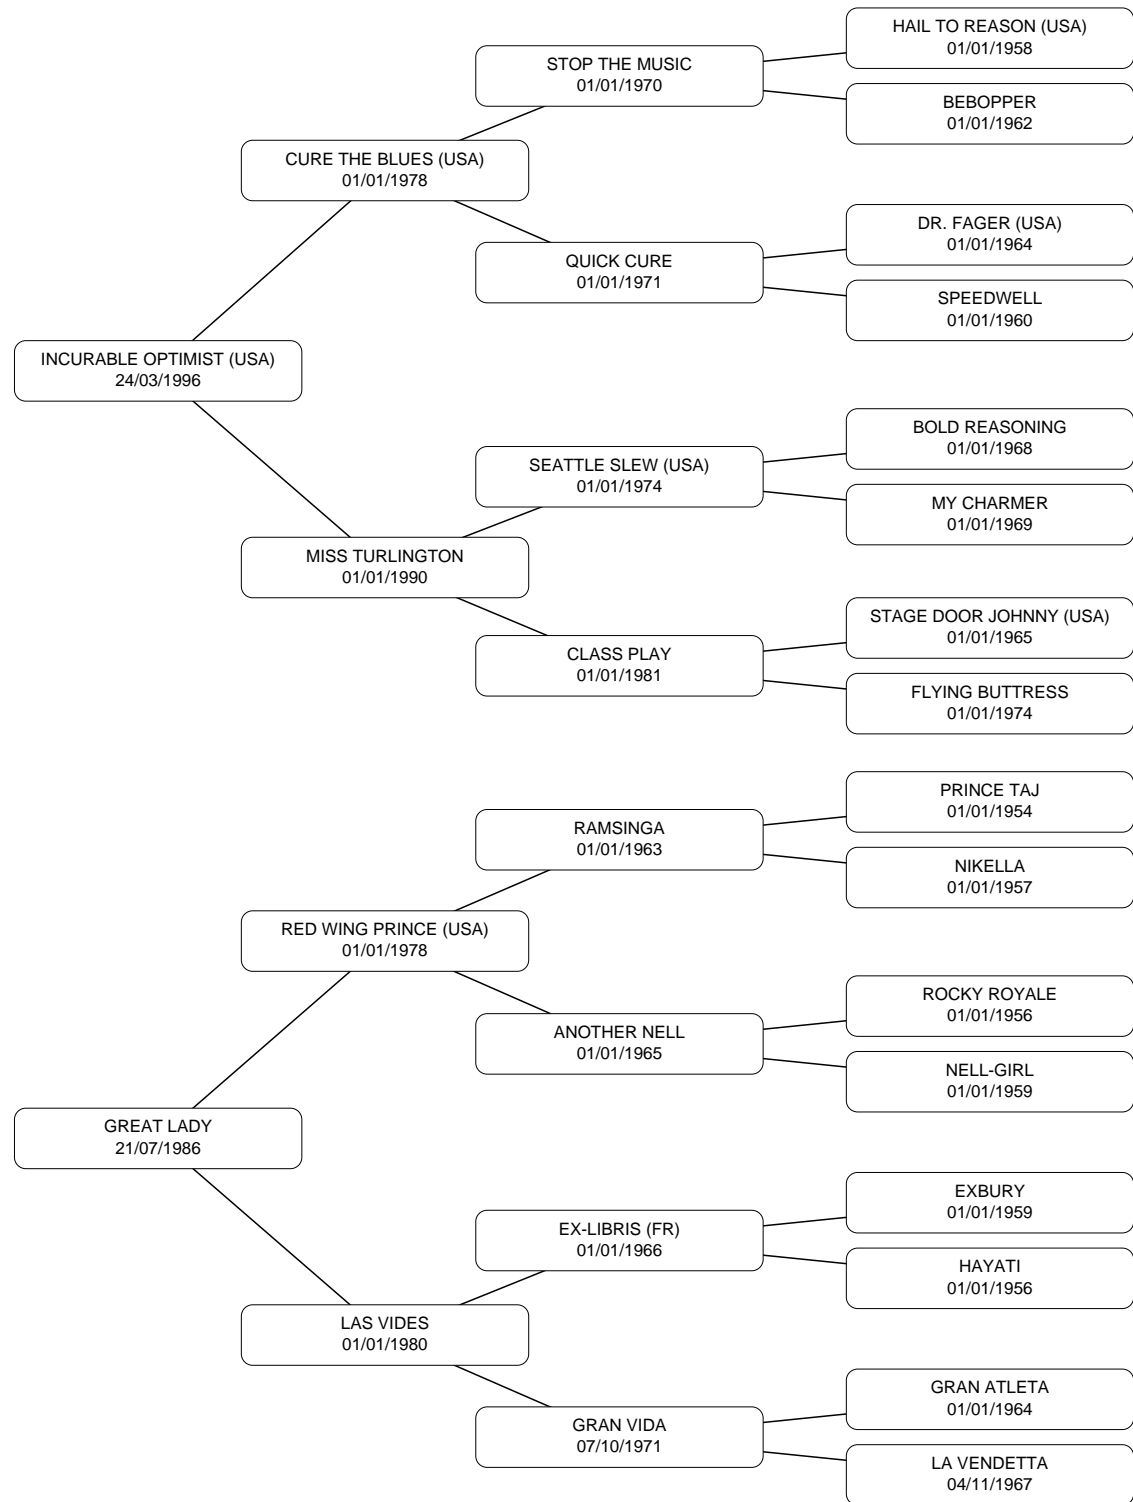 HAIL TO REASON (USA)
01/01/1958
STOP THE MUSIC
01/01/1970
BEBOPPER
01/01/1962
CURE THE BLUES (USA)
01/01/1978
DR. FAGER (USA)
01/01/1964
QUICK CURE
01/01/1971
SPEEDWELL
01/01/1960
INCURABLE OPTIMIST (USA)
24/03/1996
BOLD REASONING
01/01/1968
SEATTLE SLEW (USA)
01/01/1974
MY CHARMER
01/01/1969
MISS TURLINGTON
01/01/1990
STAGE DOOR JOHNNY (USA)
01/01/1965
CLASS PLAY
01/01/1981
FLYING BUTTRESS
01/01/1974
PRINCE TAJ
01/01/1954
RAMSINGA
01/01/1963
NIKELLA
01/01/1957
RED WING PRINCE (USA)
01/01/1978
ROCKY ROYALE
01/01/1956
ANOTHER NELL
01/01/1965
NELL-GIRL
01/01/1959
GREAT LADY
21/07/1986
EXBURY
01/01/1959
EX-LIBRIS (FR)
01/01/1966
HAYATI
01/01/1956
LAS VIDES
01/01/1980
GRAN ATLETA
01/01/1964
GRAN VIDA
07/10/1971
LA VENDETTA
04/11/1967